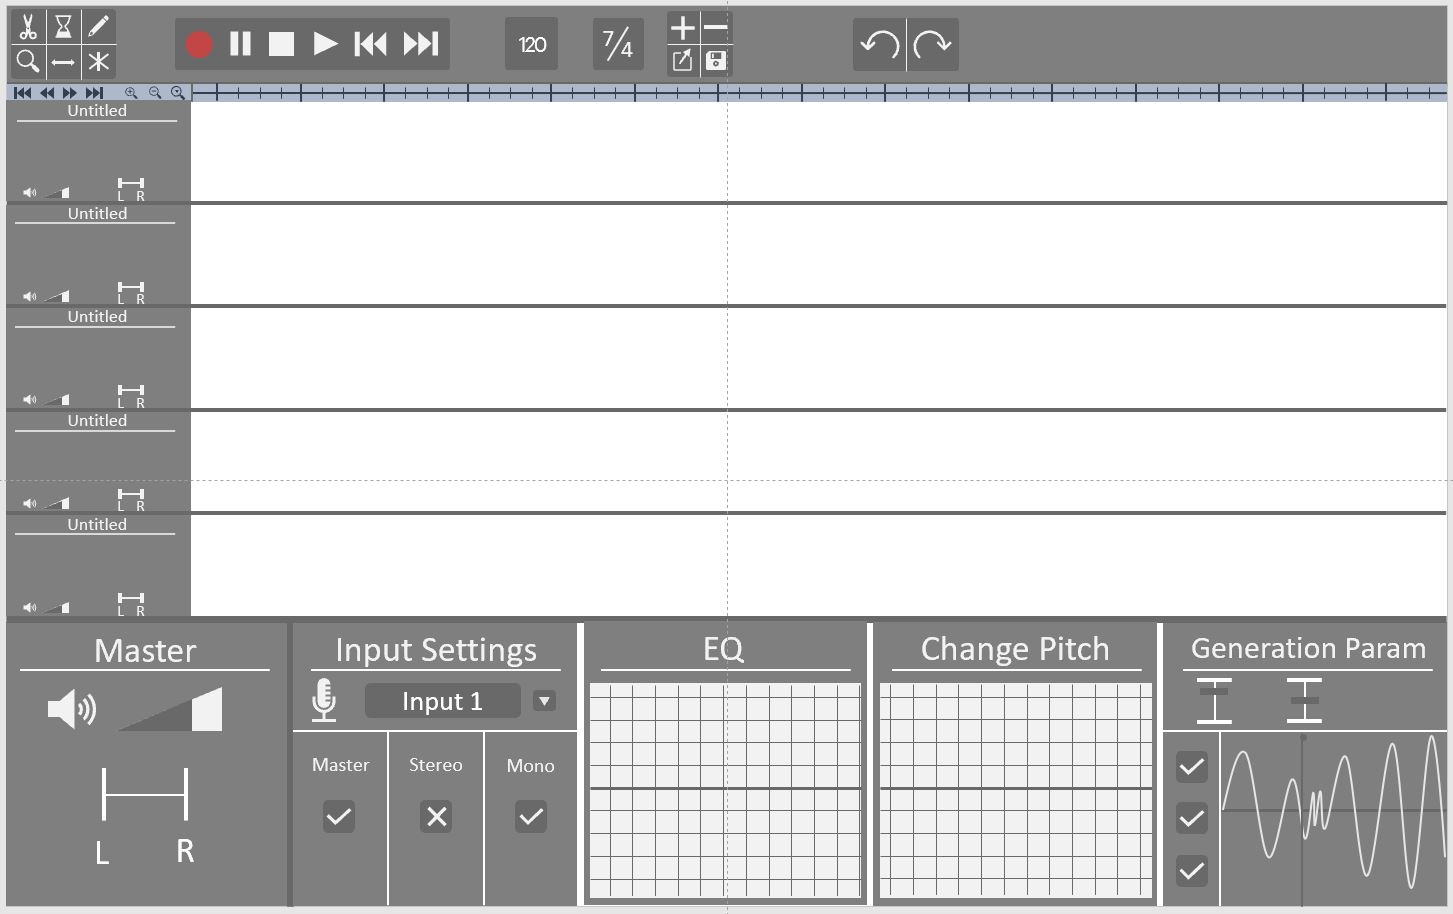 120
7/4
Untitled
L R
Untitled
L R
Untitled
L R
Untitled
L R
Untitled
L R
Master
L R
Input Settings
Input 1
Master Stereo Mono
EQ
Change Pitch
Generation Param